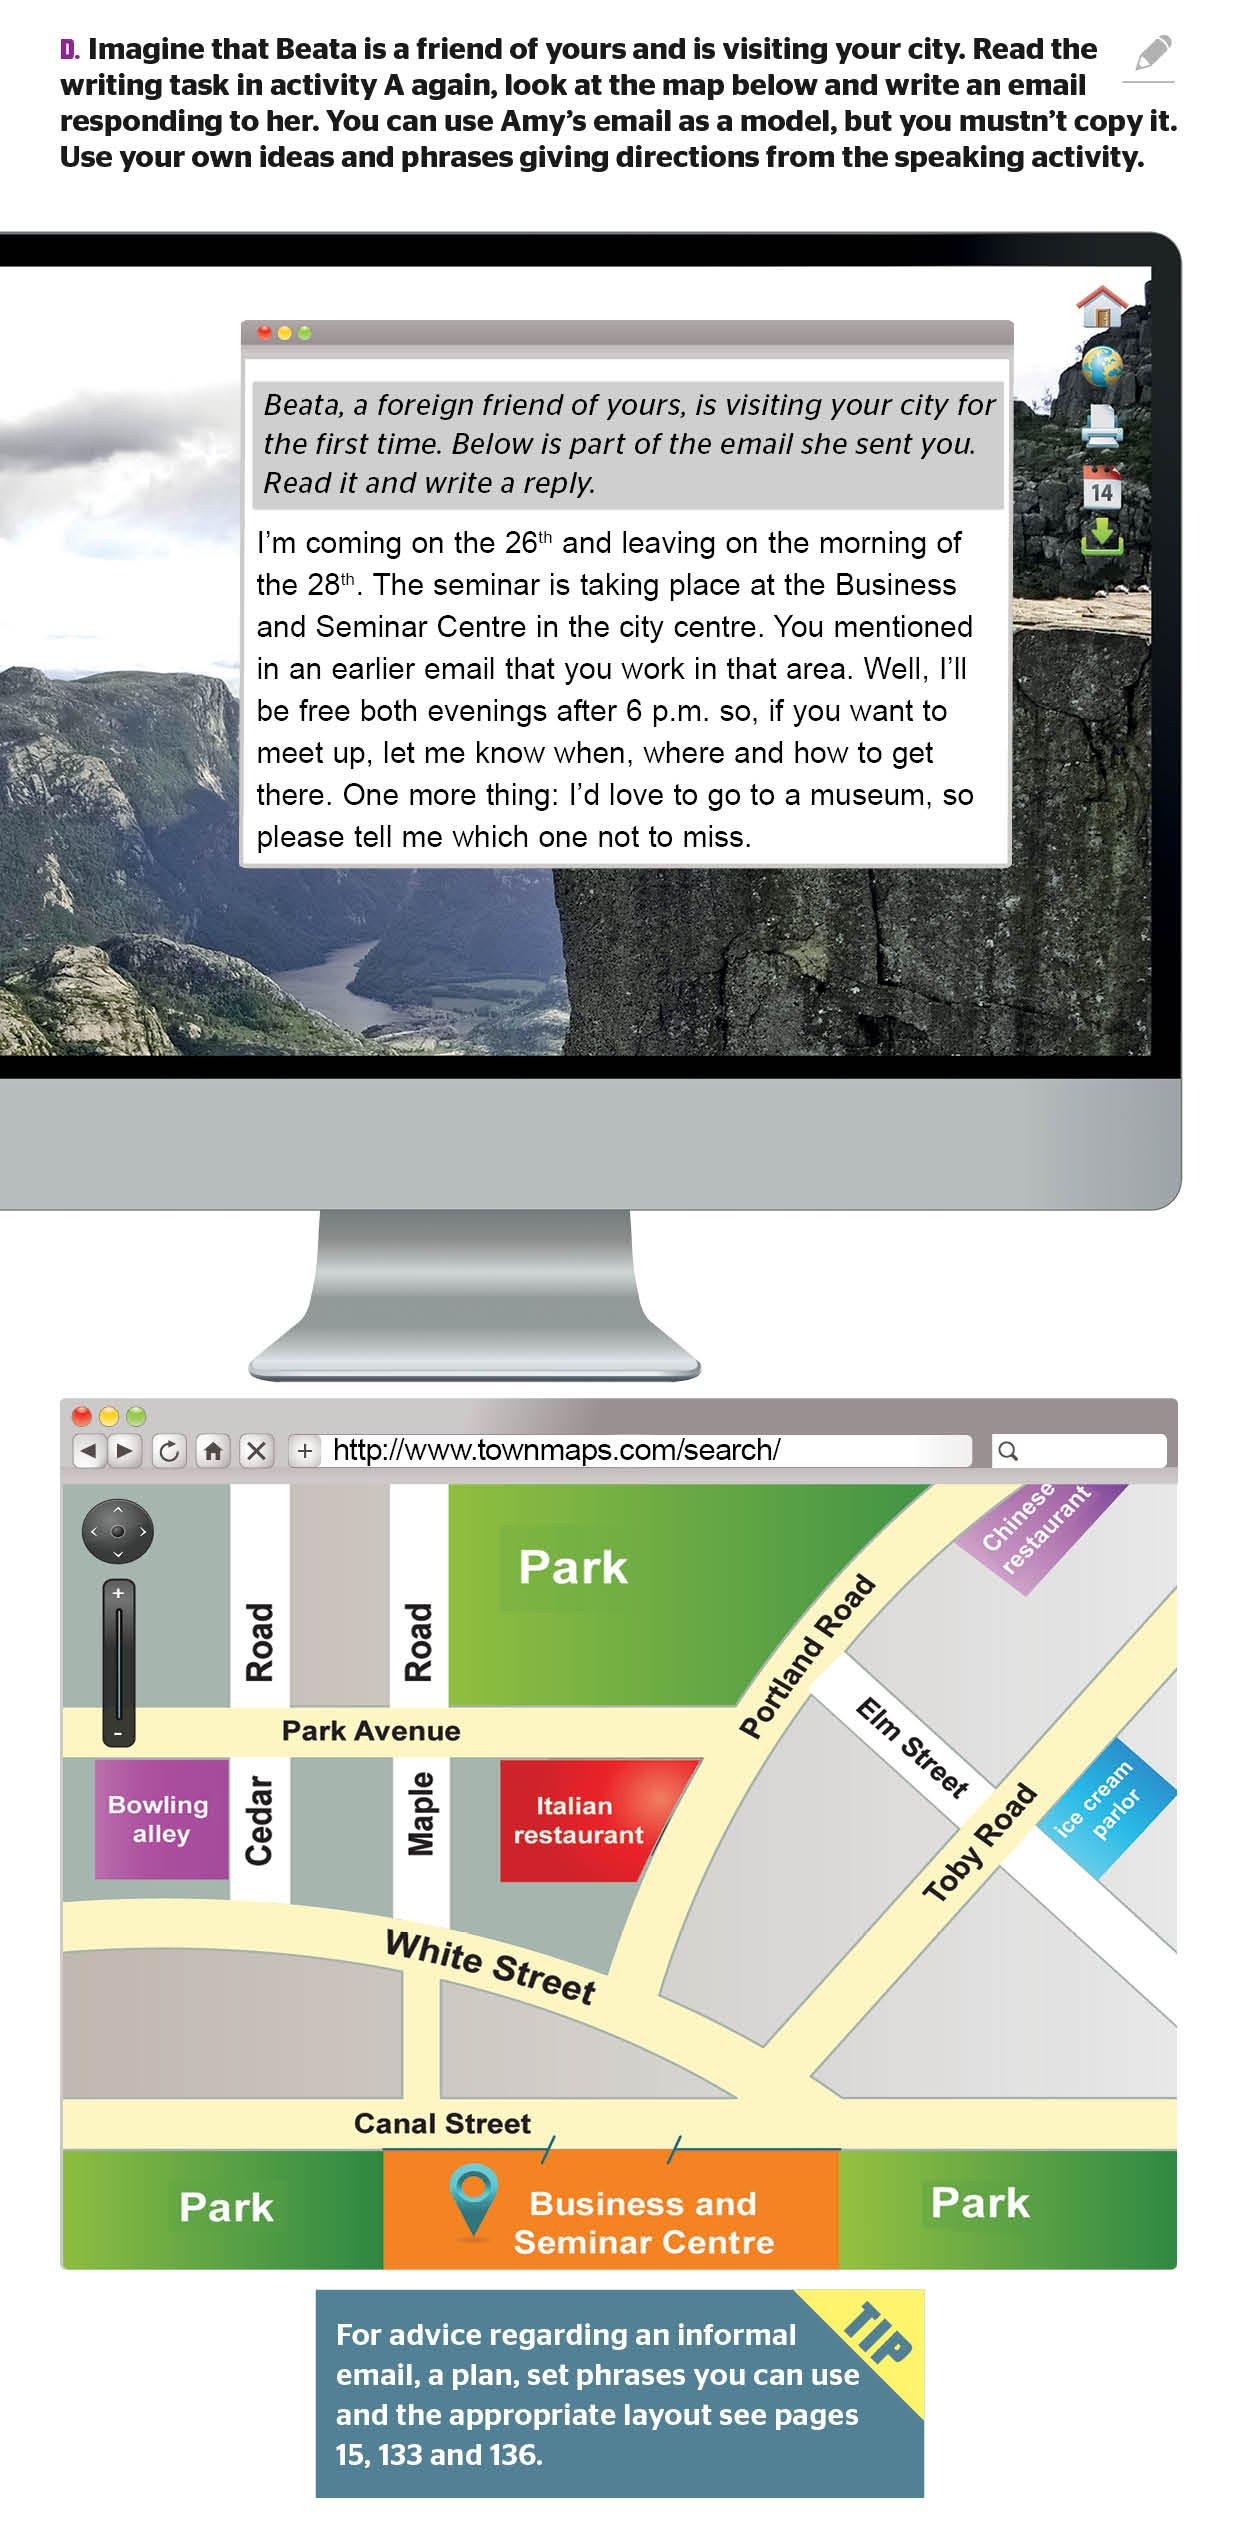 D. Imagine that Beata is a friend of yours and is visiting your city. Read the
writing task in activity A again, look at the map below and write an email
responding to her. You can use Amy's email as a model, but you mustn't copy it.
Use your own ideas and phrases giving directions from the speaking activity.
Beata, a foreign friend of yours, is visiting your city for
the first time. Below is part of the email she sent you.
Read it and write a reply.
14
I'm coming on the 26th and leaving on the morning of
the 28th. The seminar is taking place at the Business
and Seminar Centre in the city centre. You mentioned
in an earlier email that you work in that area. Well, I'll
be free both evenings after 6 p.m. so, if you want to
meet up, let me know when, where and how to get
there. One more thing: I'd love to go to a museum, so
please tell me which one not to miss.
http://www.townmaps.com/search/
Chinese
restaurant
Park
Road
Road
Portland Road
Elm Street
Park Avenue
Bowling
alley
Cedar
Maple
Italian
restaurant
Toby Road
ice cream
parlor
White Street
Canal Street
Park
Business and
Seminar Centre
Park
TIP
For advice regarding an informal
email, a plan, set phrases you can use
and the appropriate layout see pages
15, 133 and 136.